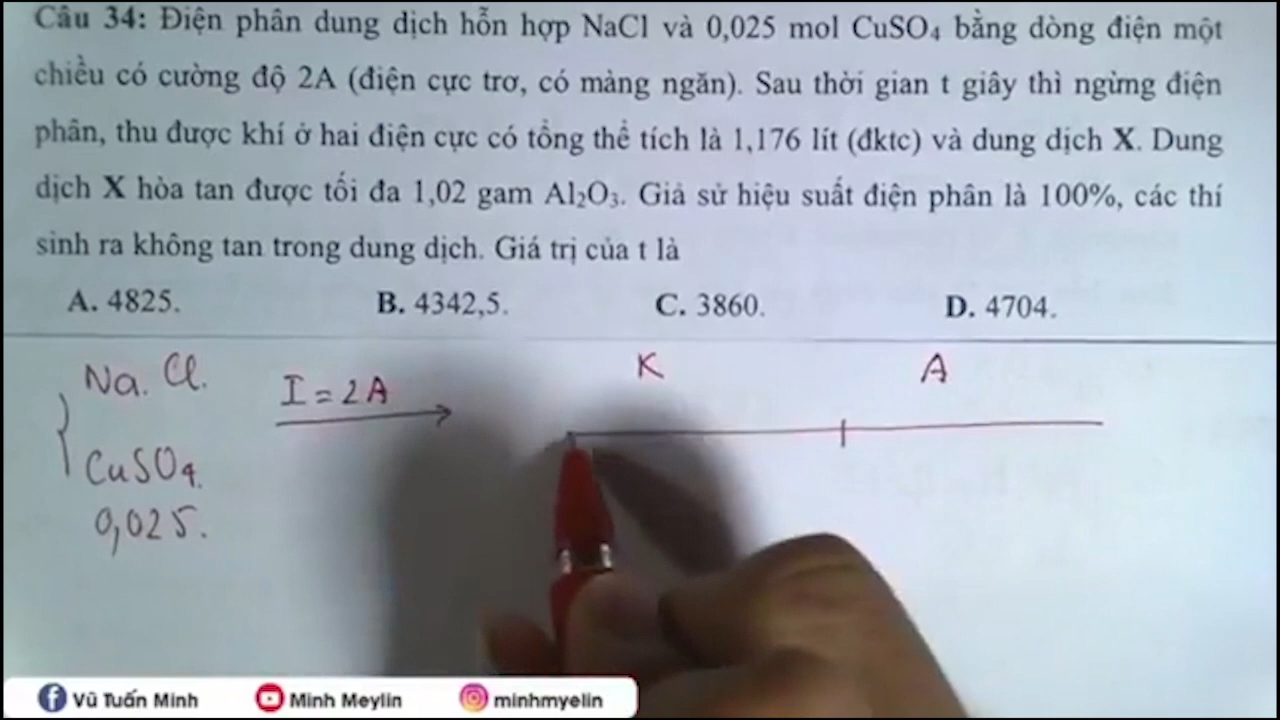 Câu 34: Điện phân dung dịch hỗn hợp NaCl và 0,025 mol CuSO₄ bằng dòng điện một
chiều có cường độ 2A (điện cực trơ, có màng ngăn). Sau thời gian t giây thì ngừng điện
phân, thu được khí ở hai điện cực có tổng thể tích là 1,176 lít (đktc) và dung dịch X. Dung
dịch X hòa tan được tối đa 1,02 gam Al₂O₃. Giả sử hiệu suất điện phân là 100%, các thí
sinh ra không tan trong dung dịch. Giá trị của t là
A. 4825. B. 4342,5. C. 3860. D. 4704.
K A
Na.Cl. I = 2A
CuSO₄.
0,025.
Vũ Tuấn Minh Minh Meylin minhmyelin